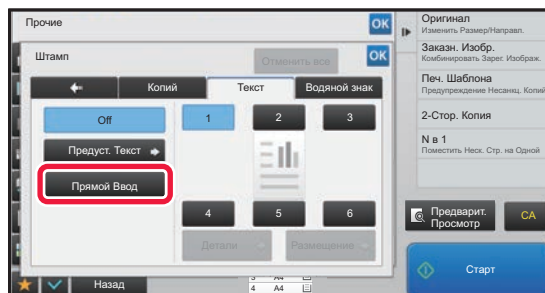 Прочие
OK
Штамп
Отменить все
OK
Копий
Текст
Водяной знак
Off
1
2
3
Предуст. Текст
Прямой Ввод
4
5
6
Детали
Размещение
Назад
3 A4
4 A4
Оригинал
Изменить Размер/Направл.
Заказн. Изобр.
Комбинировать Зарег. Изображ.
Печ. Шаблона
Предупреждение Несанкц. Копий
2-Стор. Копия
N в 1
Поместить Неск. Стр. на Одной
Предварит.
Просмотр
CA
Старт